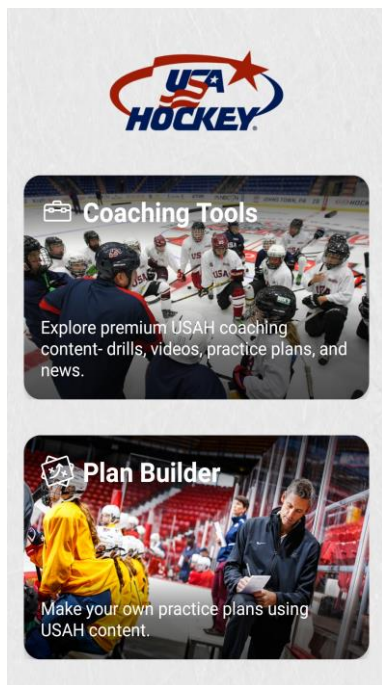 USA
HOCKEY
Coaching Tools
Explore premium USAH coaching
content- drills, videos, practice plans, and
news.
Plan Builder
Make your own practice plans using
USAH content.